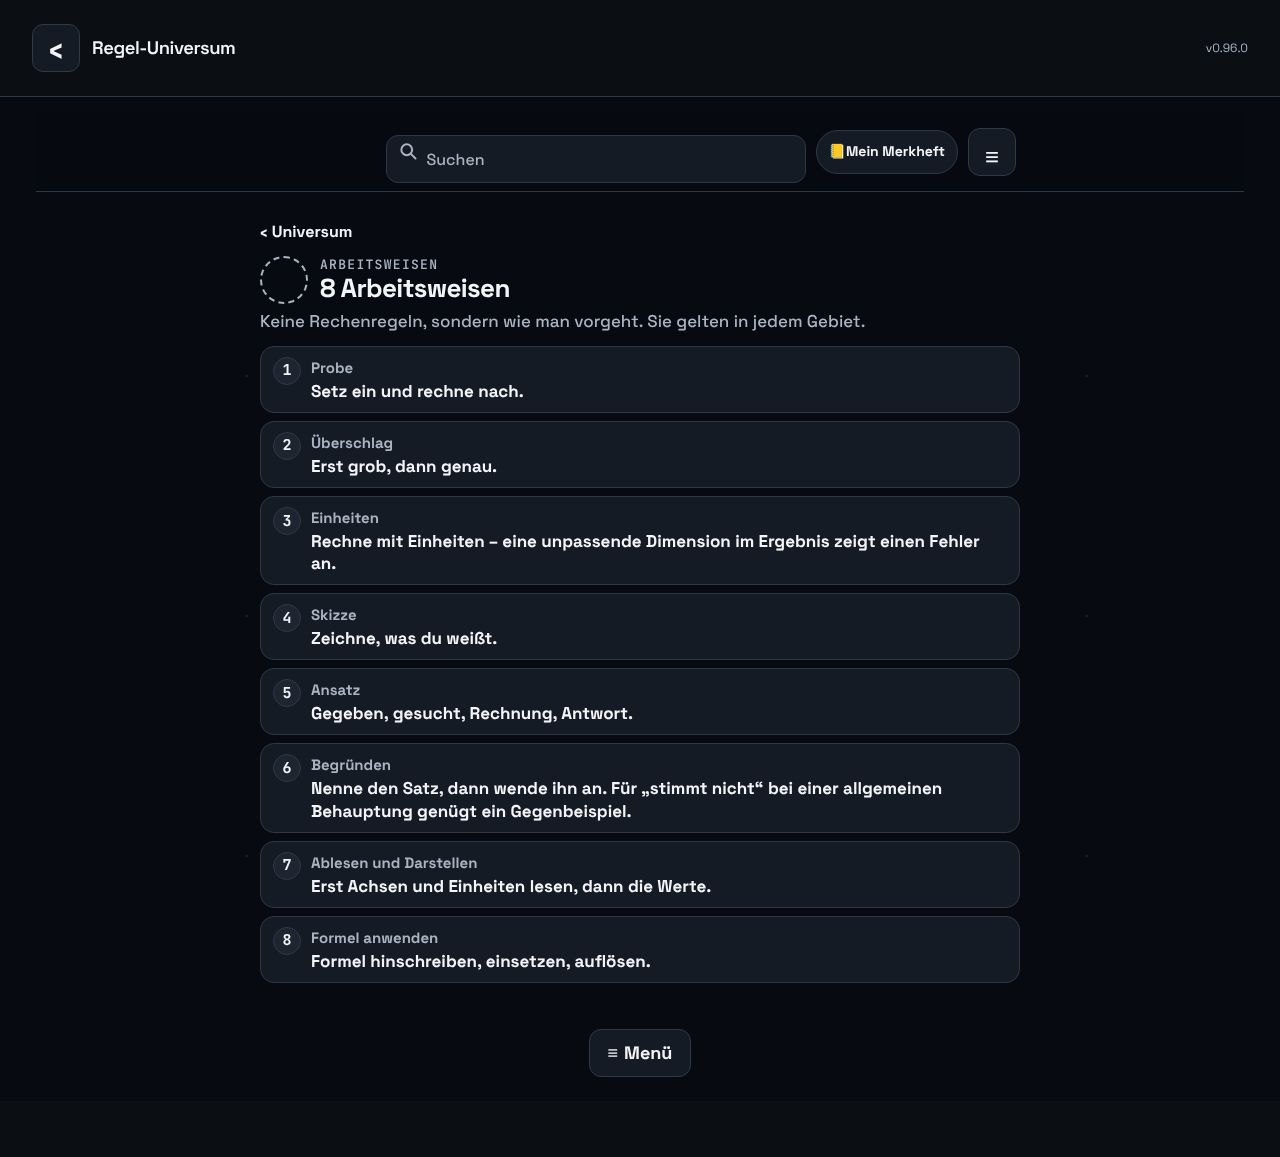 <
Regel-Universum
v0.96.0
Suchen
Mein Merkheft
≡
< Universum
ARBEITSWEISEN
8 Arbeitsweisen
Keine Rechenregeln, sondern wie man vorgeht. Sie gelten in jedem Gebiet.
1 Probe
Setz ein und rechne nach.
2 Überschlag
Erst grob, dann genau.
3 Einheiten
Rechne mit Einheiten – eine unpassende Dimension im Ergebnis zeigt einen Fehler
an.
4 Skizze
Zeichne, was du weißt.
5 Ansatz
Gegeben, gesucht, Rechnung, Antwort.
6 Begründen
Nenne den Satz, dann wende ihn an. Für „stimmt nicht“ bei einer allgemeinen
Behauptung genügt ein Gegenbeispiel.
7 Ablesen und Darstellen
Erst Achsen und Einheiten lesen, dann die Werte.
8 Formel anwenden
Formel hinschreiben, einsetzen, auflösen.
≡ Menü